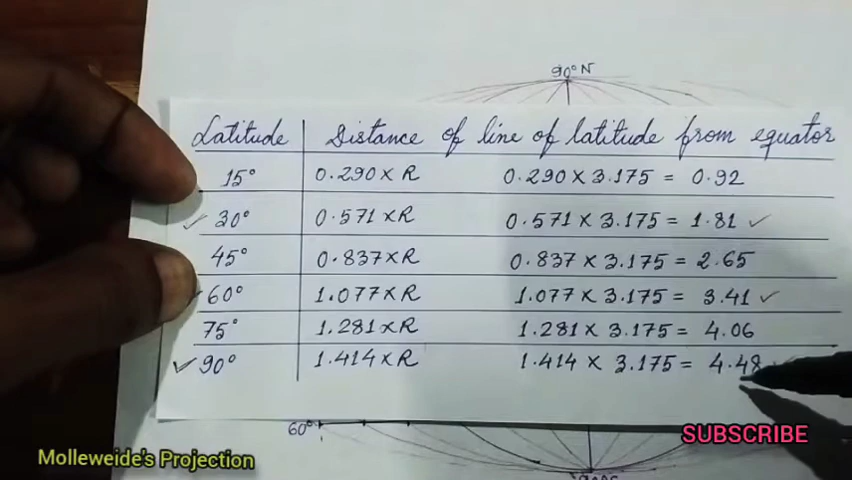 90° N
Latitude Distance of line of latitude from equator
15° 0.290 X R 0.290 X 3.175 = 0.92
✓ 30° 0.571 X R 0.571 X 3.175 = 1.81 ✓
45° 0.837 X R 0.837 X 3.175 = 2.65
✓ 60° 1.077 X R 1.077 X 3.175 = 3.41 ✓
75° 1.281 X R 1.281 X 3.175 = 4.06
✓ 90° 1.414 X R 1.414 X 3.175 = 4.48 ✓
60°
SUBSCRIBE
Molleweide's Projection